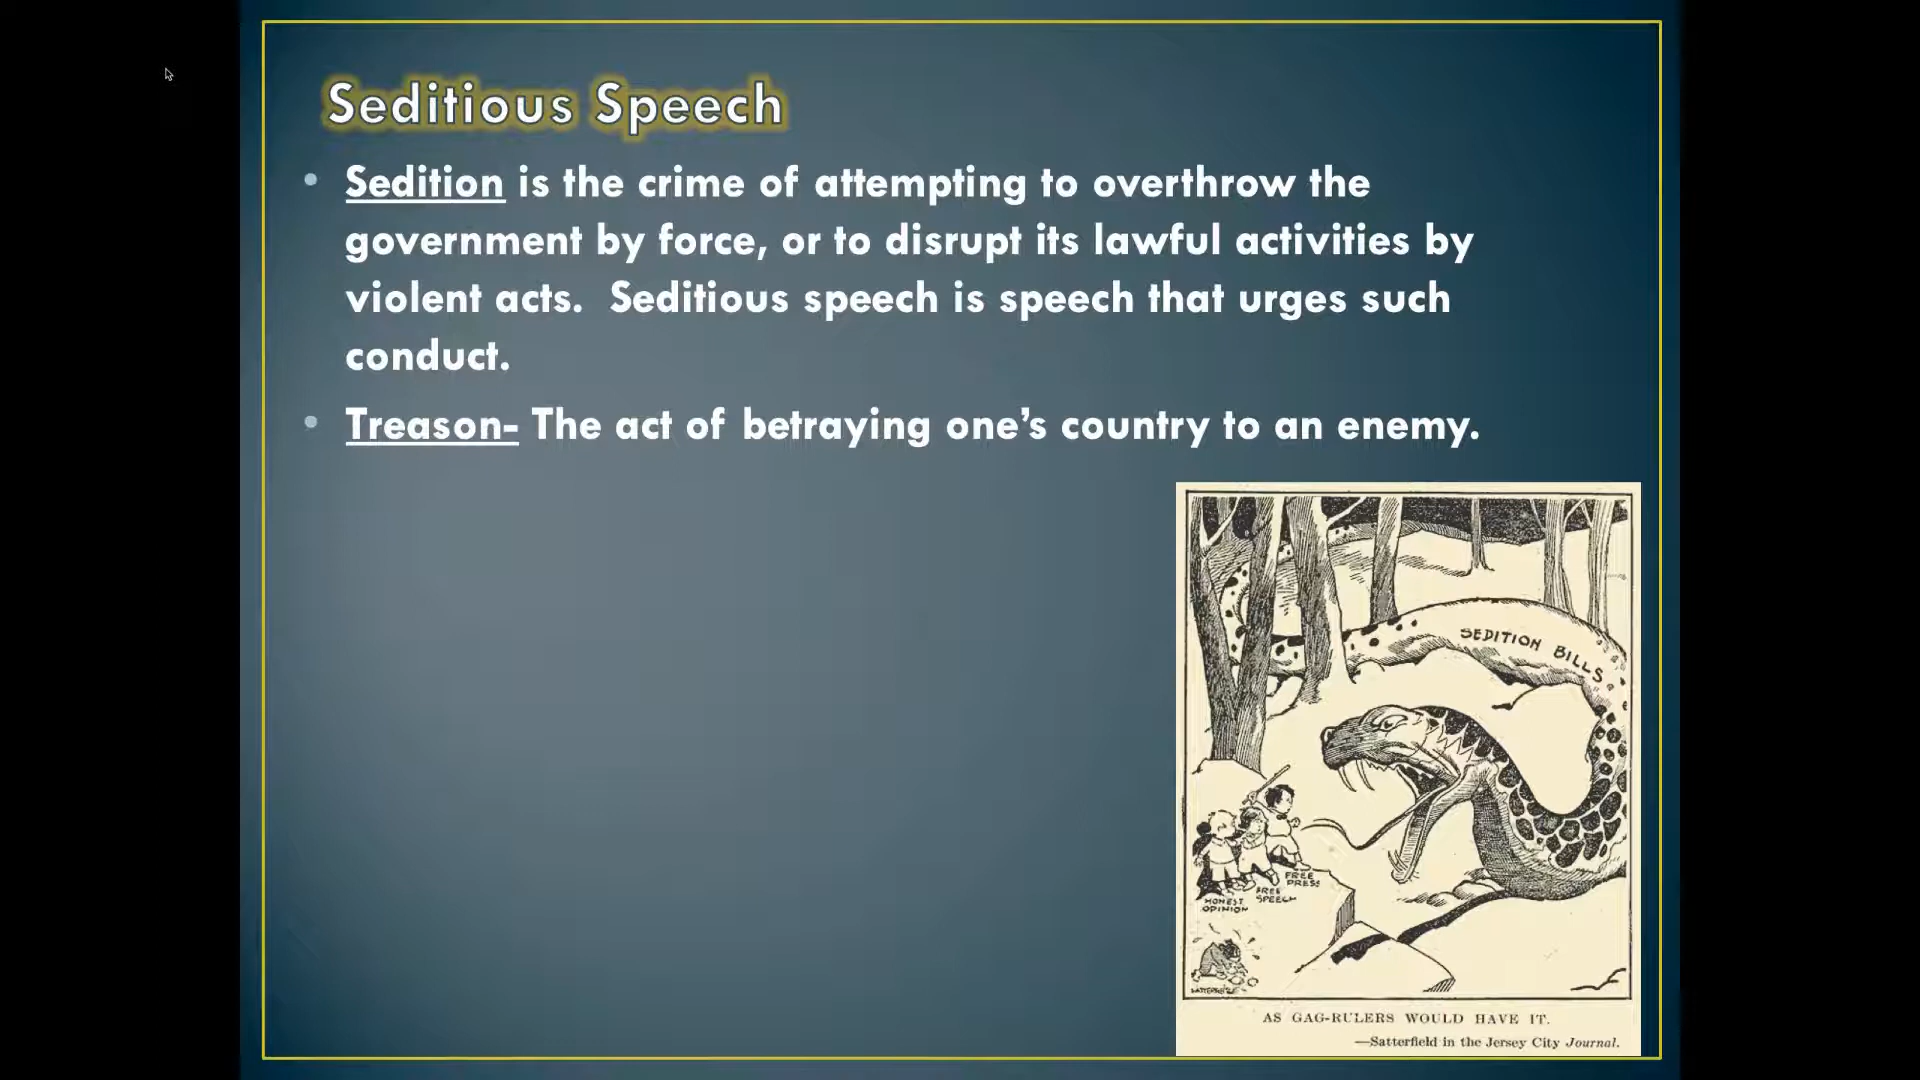 Seditious Speech
• Sedition is the crime of attempting to overthrow the
government by force, or to disrupt its lawful activities by
violent acts.  Seditious speech is speech that urges such
conduct.
• Treason- The act of betraying one’s country to an enemy.
SEDITION BILLS
FREE
PRESS
FREE
SPEECH
HONEST
OPINION
AS GAG-RULERS WOULD HAVE IT.
—Satterfield in the Jersey City Journal.